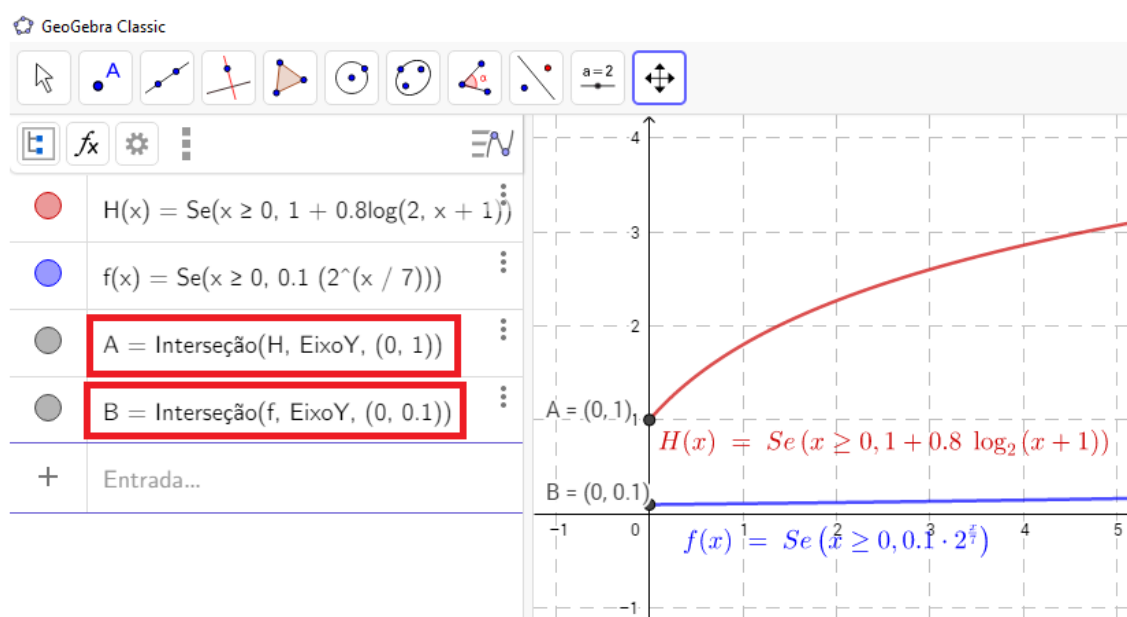 GeoGebra Classic
A
α
a=2
fx
H(x) = Se(x ≥ 0, 1 + 0.8log(2, x + 1))
f(x) = Se(x ≥ 0, 0.1 (2^(x / 7)))
A = Interseção(H, EixoY, (0, 1))
B = Interseção(f, EixoY, (0, 0.1))
+ Entrada...
4
3
2
A = (0, 1)
1
H(x) = Se (x ≥ 0, 1 + 0.8 log₂ (x + 1))
B = (0, 0.1)
−1 0 1 2 3 4 5
f(x) = Se (x ≥ 0, 0.1 · 2^(x/7))
−1